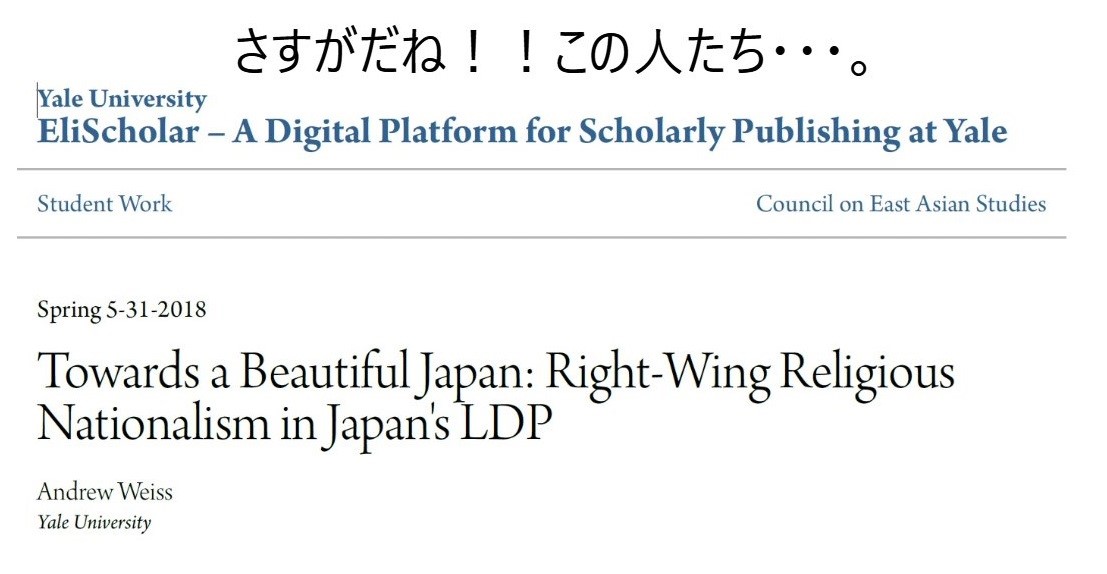 さすがだね！！この人たち・・・。
Yale University
EliScholar – A Digital Platform for Scholarly Publishing at Yale
Student Work
Council on East Asian Studies
Spring 5-31-2018
Towards a Beautiful Japan: Right-Wing Religious
Nationalism in Japan's LDP
Andrew Weiss
Yale University